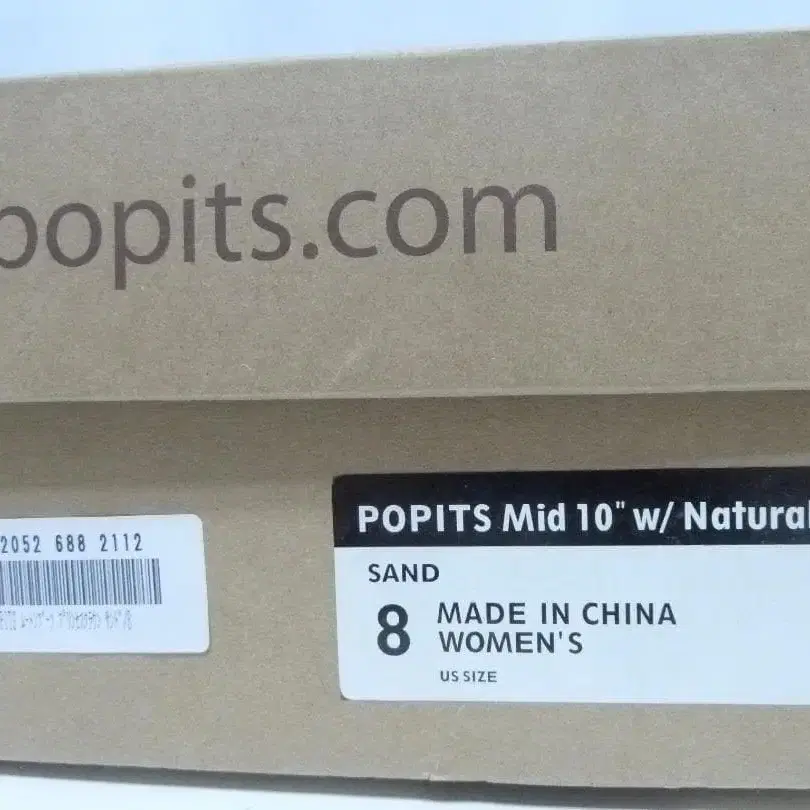 popits.com
2052 688 2112
POPITS Mid 10" w/ Natural
SAND
8
MADE IN CHINA
WOMEN'S
US SIZE